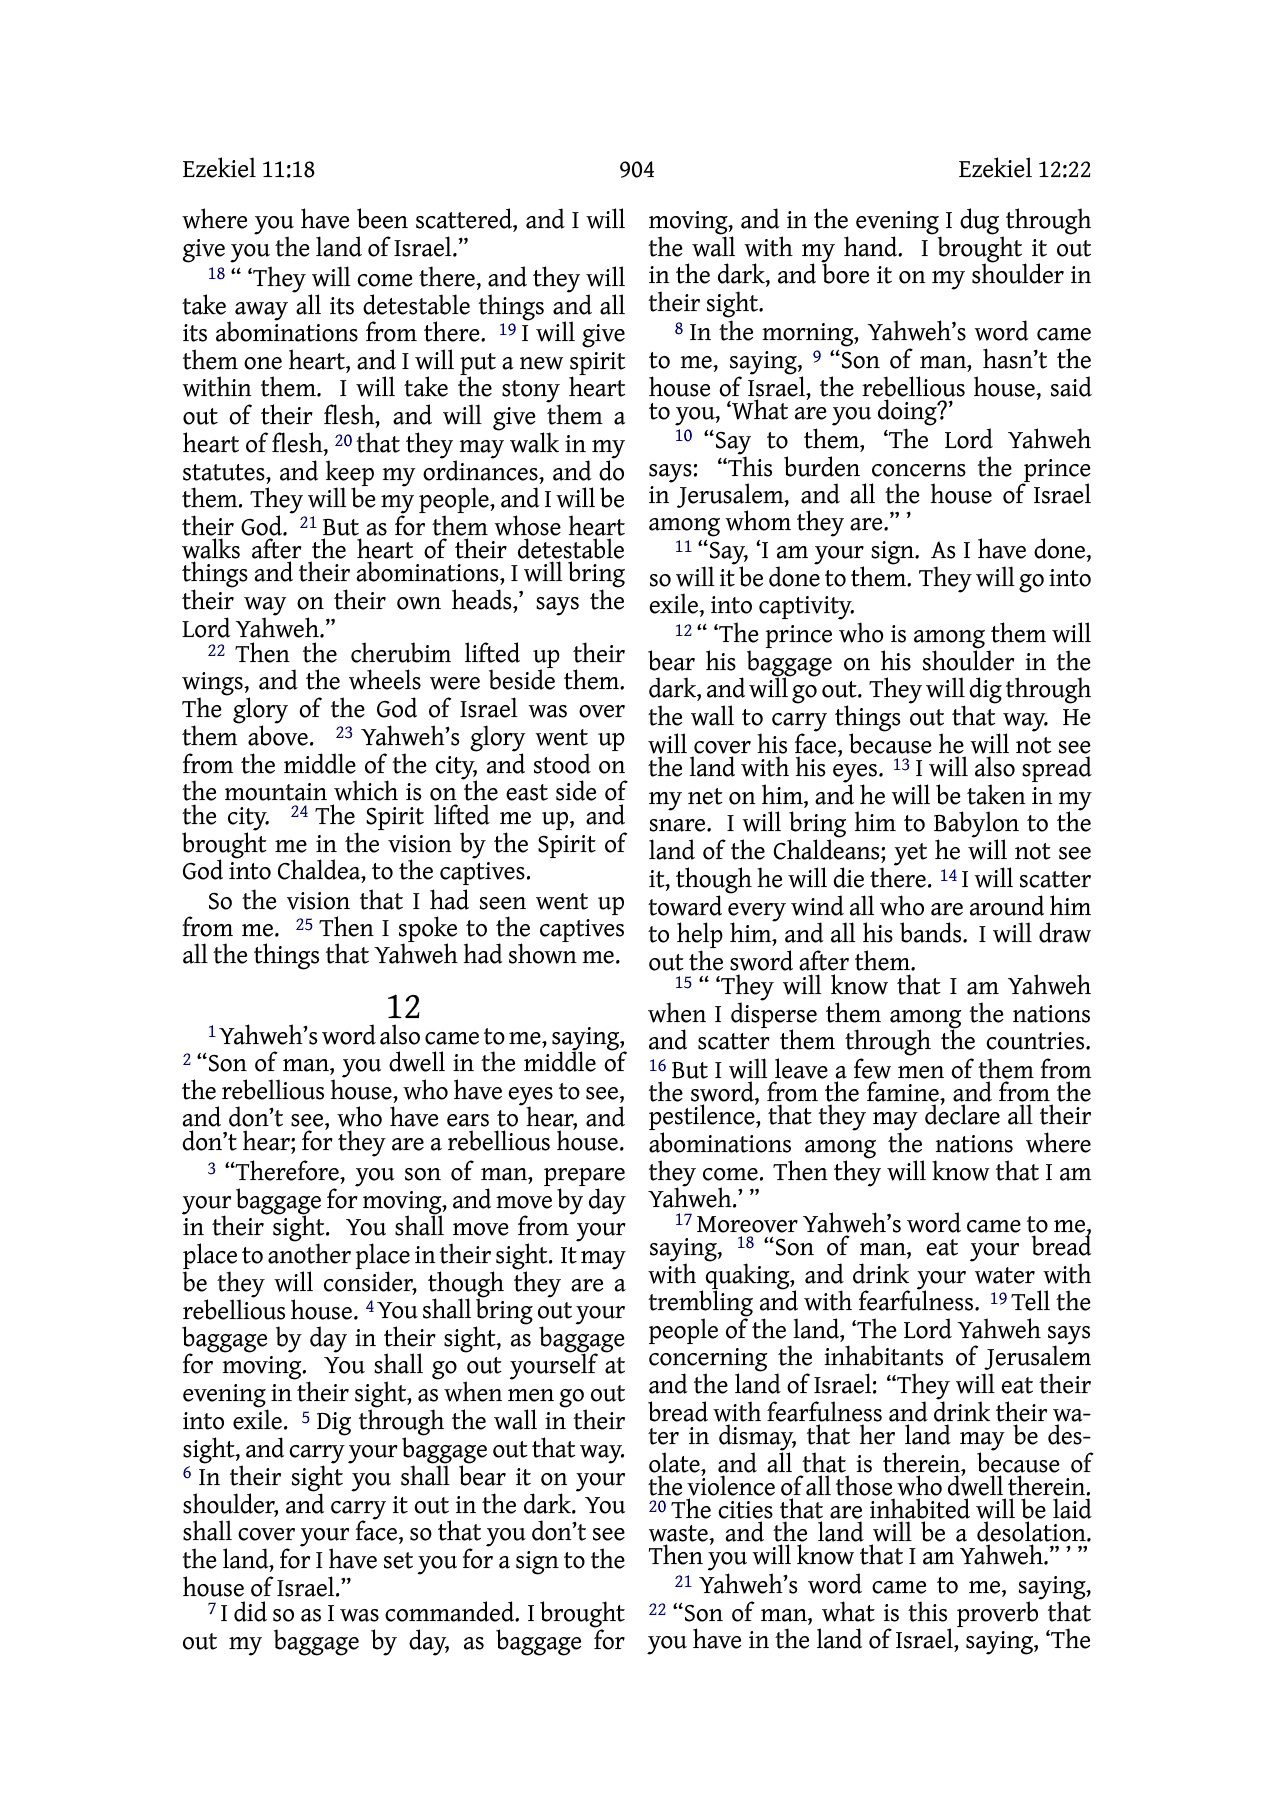 Ezekiel 11:18 904 Ezekiel 12:22
where you have been scattered, and I will
give you the land of Israel.”
18 “ ‘They will come there, and they will
take away all its detestable things and all
its abominations from there. 19 I will give
them one heart, and I will put a new spirit
within them. I will take the stony heart
out of their flesh, and will give them a
heart of flesh, 20 that they may walk in my
statutes, and keep my ordinances, and do
them. They will be my people, and I will be
their God. 21 But as for them whose heart
walks after the heart of their detestable
things and their abominations, I will bring
their way on their own heads,’ says the
Lord Yahweh.”
22 Then the cherubim lifted up their
wings, and the wheels were beside them.
The glory of the God of Israel was over
them above. 23 Yahweh’s glory went up
from the middle of the city, and stood on
the mountain which is on the east side of
the city. 24 The Spirit lifted me up, and
brought me in the vision by the Spirit of
God into Chaldea, to the captives.
So the vision that I had seen went up
from me. 25 Then I spoke to the captives
all the things that Yahweh had shown me.
12
1 Yahweh’s word also came to me, saying,
2 “Son of man, you dwell in the middle of
the rebellious house, who have eyes to see,
and don’t see, who have ears to hear, and
don’t hear; for they are a rebellious house.
3 “Therefore, you son of man, prepare
your baggage for moving, and move by day
in their sight. You shall move from your
place to another place in their sight. It may
be they will consider, though they are a
rebellious house. 4 You shall bring out your
baggage by day in their sight, as baggage
for moving. You shall go out yourself at
evening in their sight, as when men go out
into exile. 5 Dig through the wall in their
sight, and carry your baggage out that way.
6 In their sight you shall bear it on your
shoulder, and carry it out in the dark. You
shall cover your face, so that you don’t see
the land, for I have set you for a sign to the
house of Israel.”
7 I did so as I was commanded. I brought
out my baggage by day, as baggage for
moving, and in the evening I dug through
the wall with my hand. I brought it out
in the dark, and bore it on my shoulder in
their sight.
8 In the morning, Yahweh’s word came
to me, saying, 9 “Son of man, hasn’t the
house of Israel, the rebellious house, said
to you, ‘What are you doing?’
10 “Say to them, ‘The Lord Yahweh
says: “This burden concerns the prince
in Jerusalem, and all the house of Israel
among whom they are.” ’
11 “Say, ‘I am your sign. As I have done,
so will it be done to them. They will go into
exile, into captivity.
12 “ ‘The prince who is among them will
bear his baggage on his shoulder in the
dark, and will go out. They will dig through
the wall to carry things out that way. He
will cover his face, because he will not see
the land with his eyes. 13 I will also spread
my net on him, and he will be taken in my
snare. I will bring him to Babylon to the
land of the Chaldeans; yet he will not see
it, though he will die there. 14 I will scatter
toward every wind all who are around him
to help him, and all his bands. I will draw
out the sword after them.
15 “ ‘They will know that I am Yahweh
when I disperse them among the nations
and scatter them through the countries.
16 But I will leave a few men of them from
the sword, from the famine, and from the
pestilence, that they may declare all their
abominations among the nations where
they come. Then they will know that I am
Yahweh.’ ”
17 Moreover Yahweh’s word came to me,
saying, 18 “Son of man, eat your bread
with quaking, and drink your water with
trembling and with fearfulness. 19 Tell the
people of the land, ‘The Lord Yahweh says
concerning the inhabitants of Jerusalem
and the land of Israel: “They will eat their
bread with fearfulness and drink their wa-
ter in dismay, that her land may be des-
olate, and all that is therein, because of
the violence of all those who dwell therein.
20 The cities that are inhabited will be laid
waste, and the land will be a desolation.
Then you will know that I am Yahweh.” ’ ”
21 Yahweh’s word came to me, saying,
22 “Son of man, what is this proverb that
you have in the land of Israel, saying, ‘The